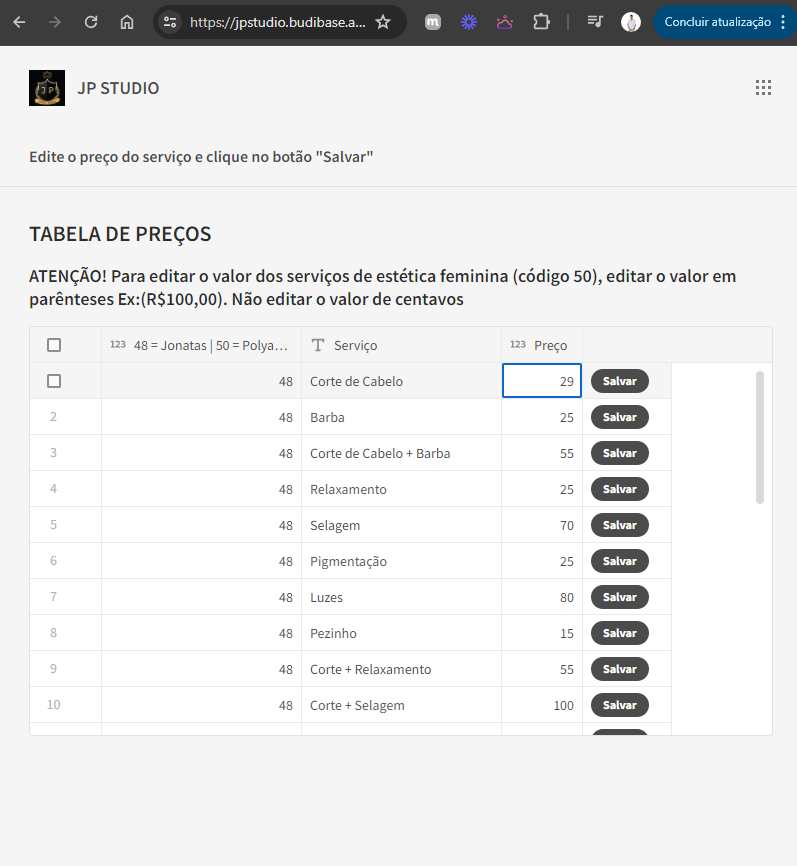 https://jpstudio.budibase.a...
m
Concluir atualização
JP
JP STUDIO
Edite o preço do serviço e clique no botão "Salvar"
TABELA DE PREÇOS
ATENÇÃO! Para editar o valor dos serviços de estética feminina (código 50), editar o valor em
parênteses Ex:(R$100,00). Não editar o valor de centavos
123 48 = Jonatas | 50 = Polya... T Serviço 123 Preço
48 Corte de Cabelo 29 Salvar
2 48 Barba 25 Salvar
3 48 Corte de Cabelo + Barba 55 Salvar
4 48 Relaxamento 25 Salvar
5 48 Selagem 70 Salvar
6 48 Pigmentação 25 Salvar
7 48 Luzes 80 Salvar
8 48 Pezinho 15 Salvar
9 48 Corte + Relaxamento 55 Salvar
10 48 Corte + Selagem 100 Salvar